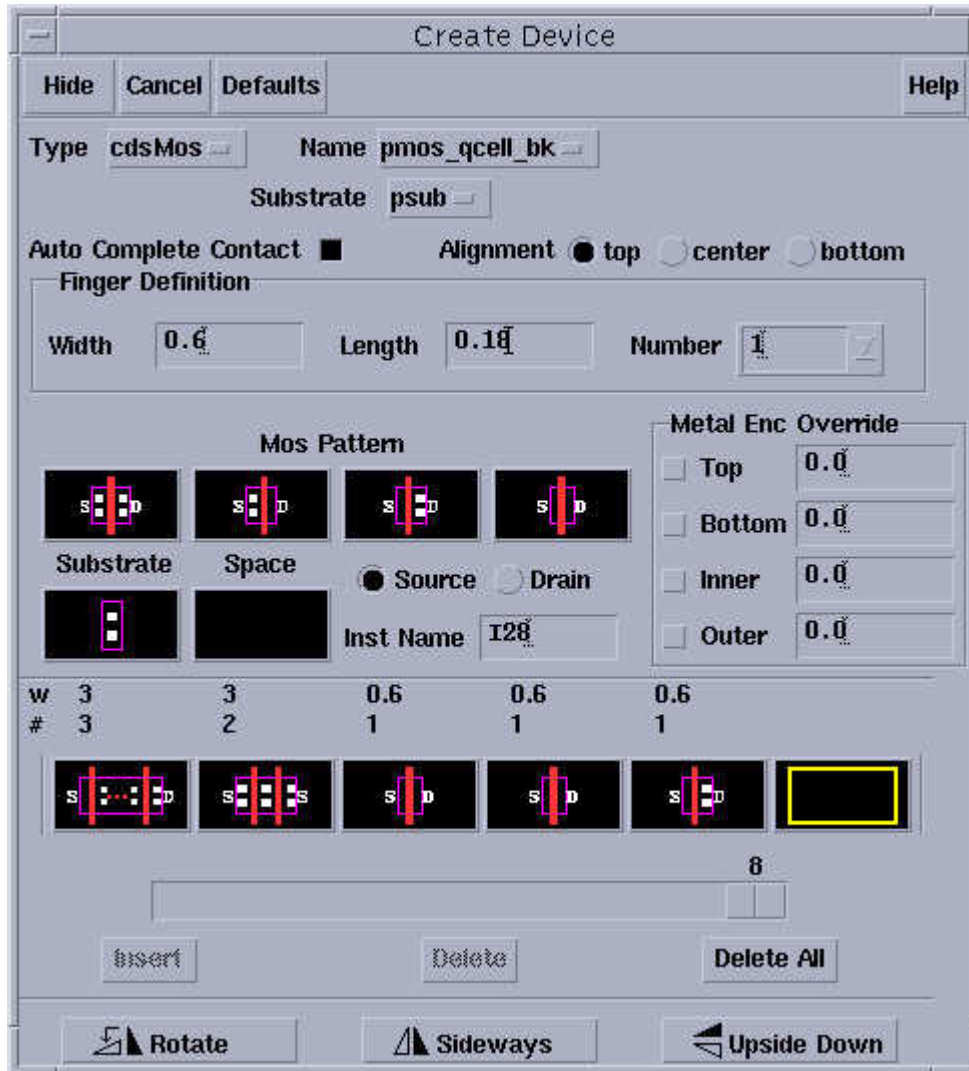 Create Device
Hide Cancel Defaults Help
Type cdsMos Name pmos_qcell_bk
Substrate psub
Auto Complete Contact Alignment top center bottom
Finger Definition
Width 0.6 Length 0.18 Number 1
Mos Pattern
Metal Enc Override
Top 0.0
S D S D S D S D
Bottom 0.0
Substrate Space Source Drain
Inner 0.0
Inst Name I28
Outer 0.0
w 3 3 0.6 0.6 0.6
# 3 2 1 1 1
S D S S S D S D S D
8
Insert Delete Delete All
Rotate Sideways Upside Down